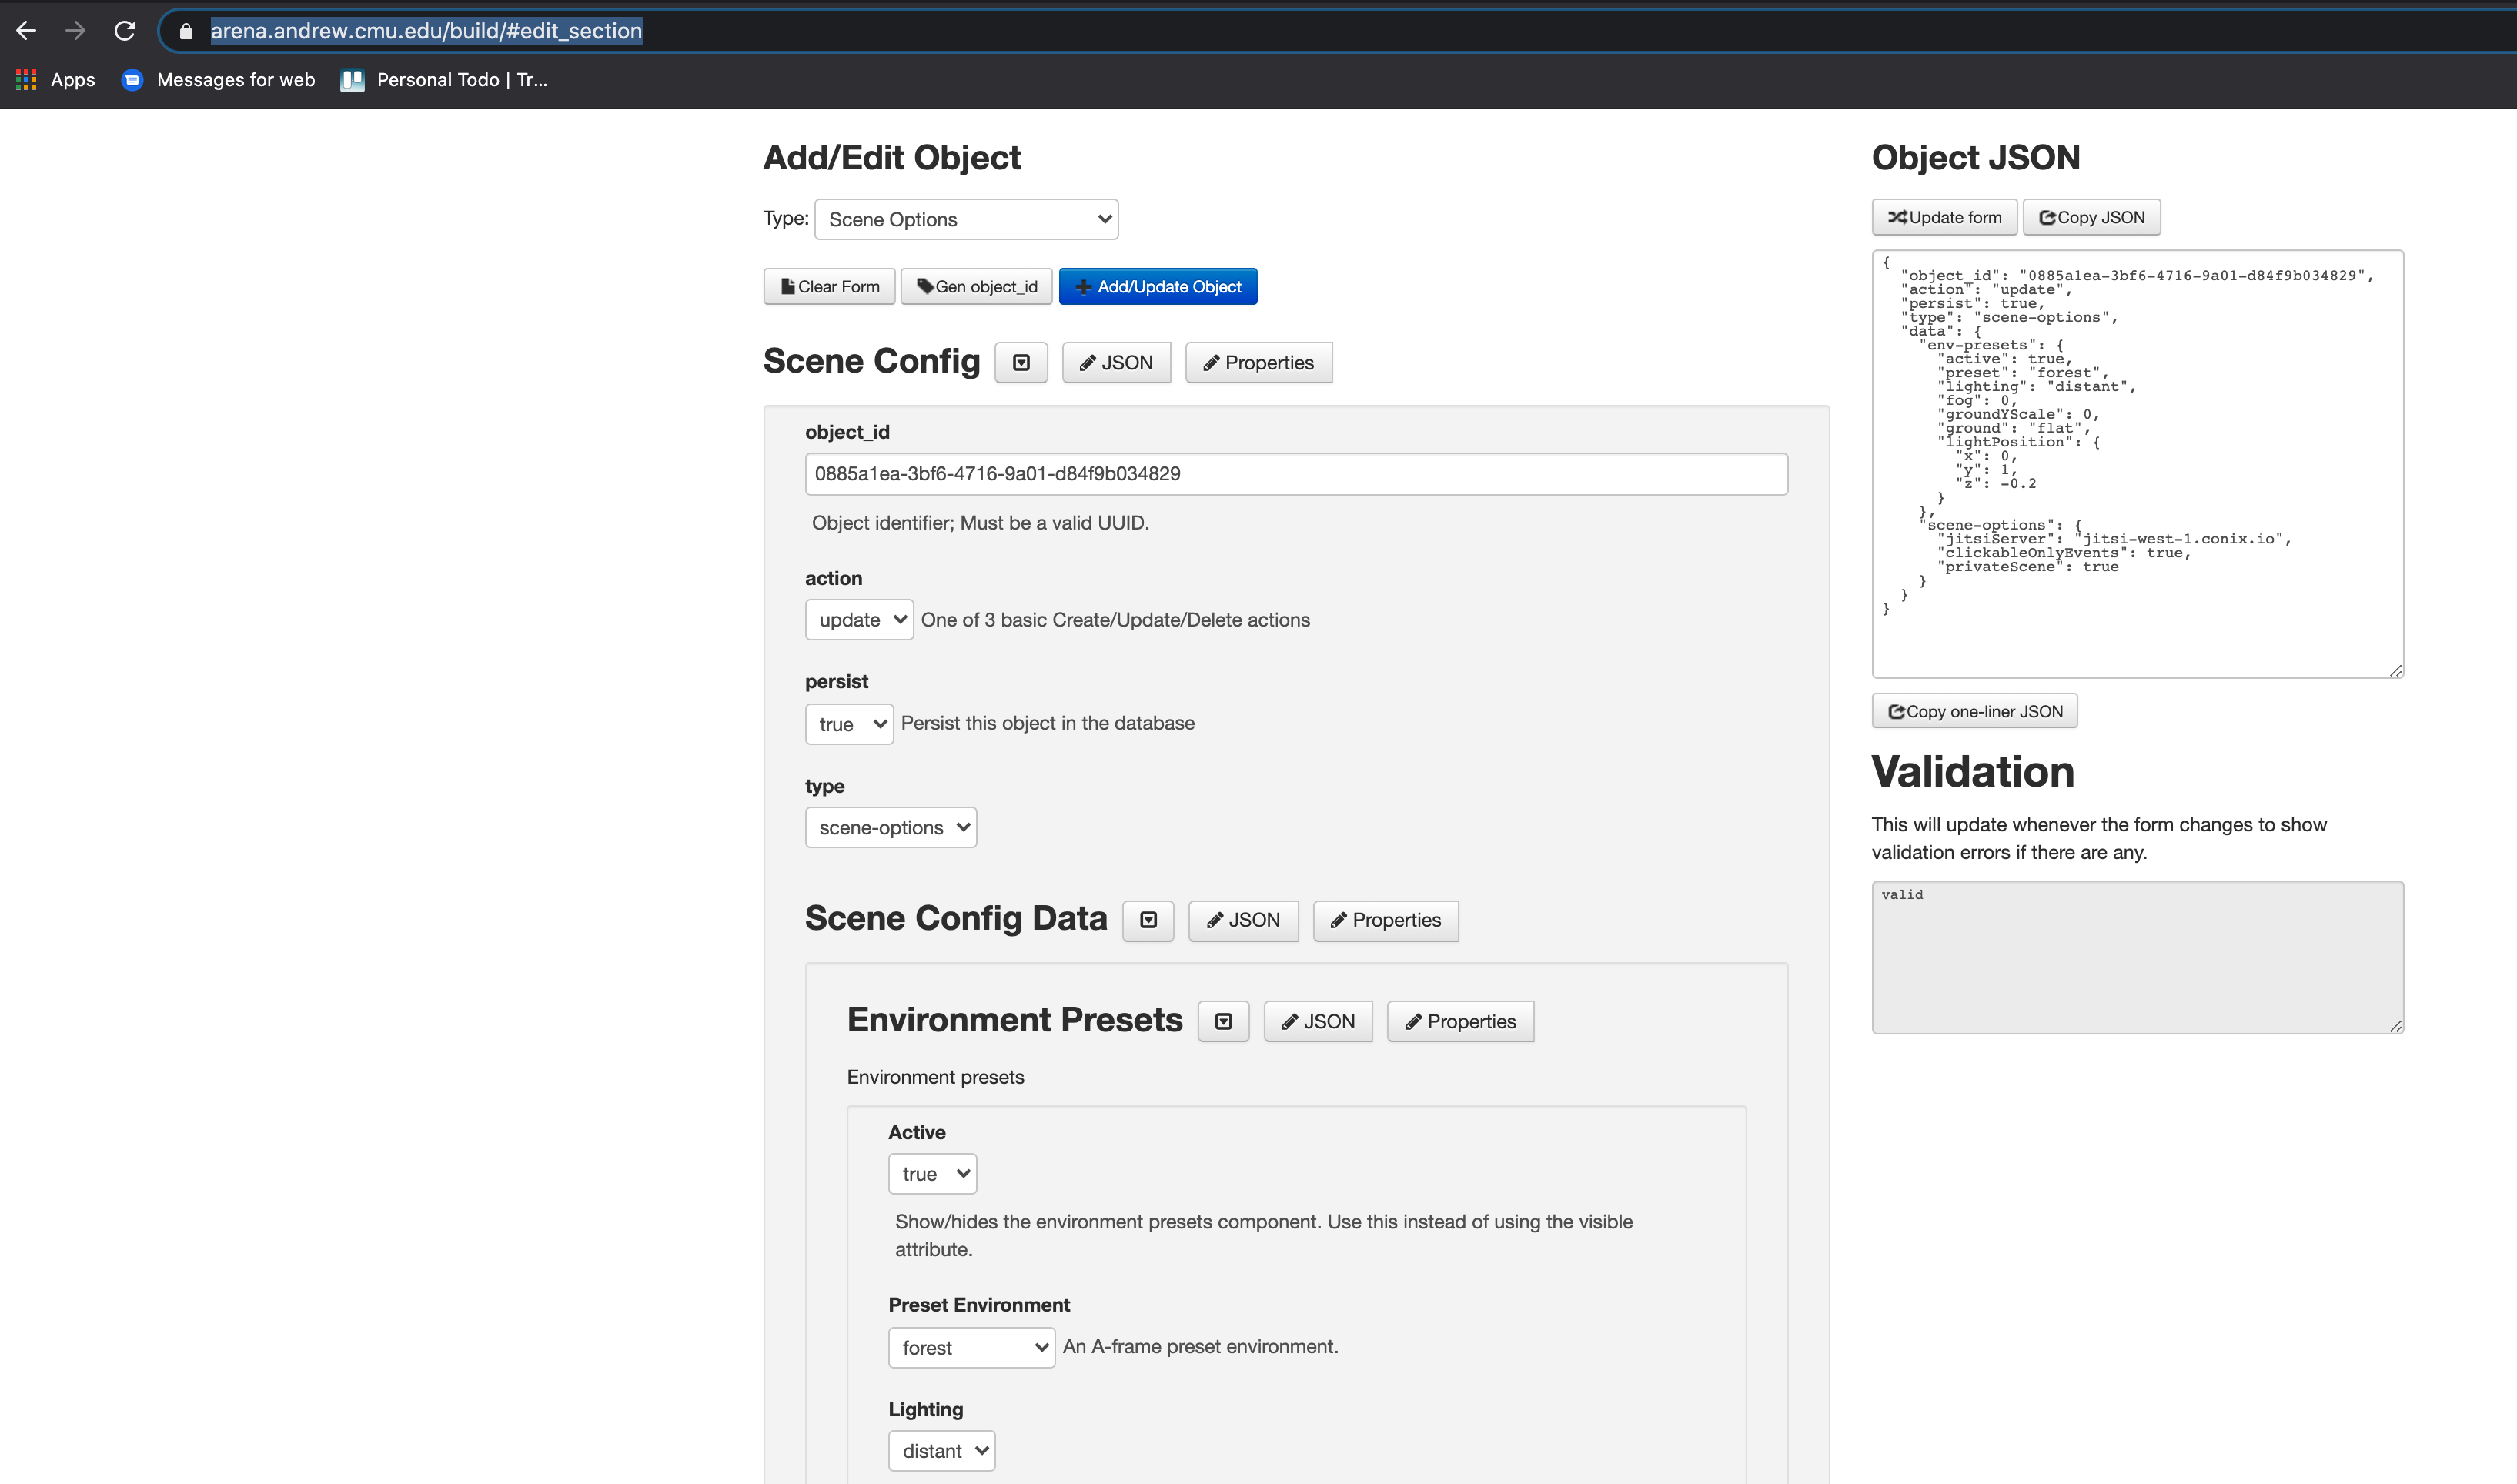 arena.andrew.cmu.edu/build/#edit_section
Apps
Messages for web
Personal Todo | Tr...
Add/Edit Object
Type: Scene Options
Clear Form
Gen object_id
Add/Update Object
Scene Config
JSON
Properties
object_id
0885a1ea-3bf6-4716-9a01-d84f9b034829
Object identifier; Must be a valid UUID.
action
update One of 3 basic Create/Update/Delete actions
persist
true Persist this object in the database
type
scene-options
Scene Config Data
JSON
Properties
Environment Presets
JSON
Properties
Environment presets
Active
true
Show/hides the environment presets component. Use this instead of using the visible
attribute.
Preset Environment
forest An A-frame preset environment.
Lighting
distant
Object JSON
Update form
Copy JSON
{
"object_id": "0885a1ea-3bf6-4716-9a01-d84f9b034829",
"action": "update",
"persist": true,
"type": "scene-options",
"data": {
"env-presets": {
"active": true,
"preset": "forest",
"lighting": "distant",
"fog": 0,
"groundYScale": 0,
"ground": "flat",
"lightPosition": {
"x": 0,
"y": 1,
"z": -0.2
}
},
"scene-options": {
"jitsiServer": "jitsi-west-1.conix.io",
"clickableOnlyEvents": true,
"privateScene": true
}
}
}
Copy one-liner JSON
Validation
This will update whenever the form changes to show
validation errors if there are any.
valid